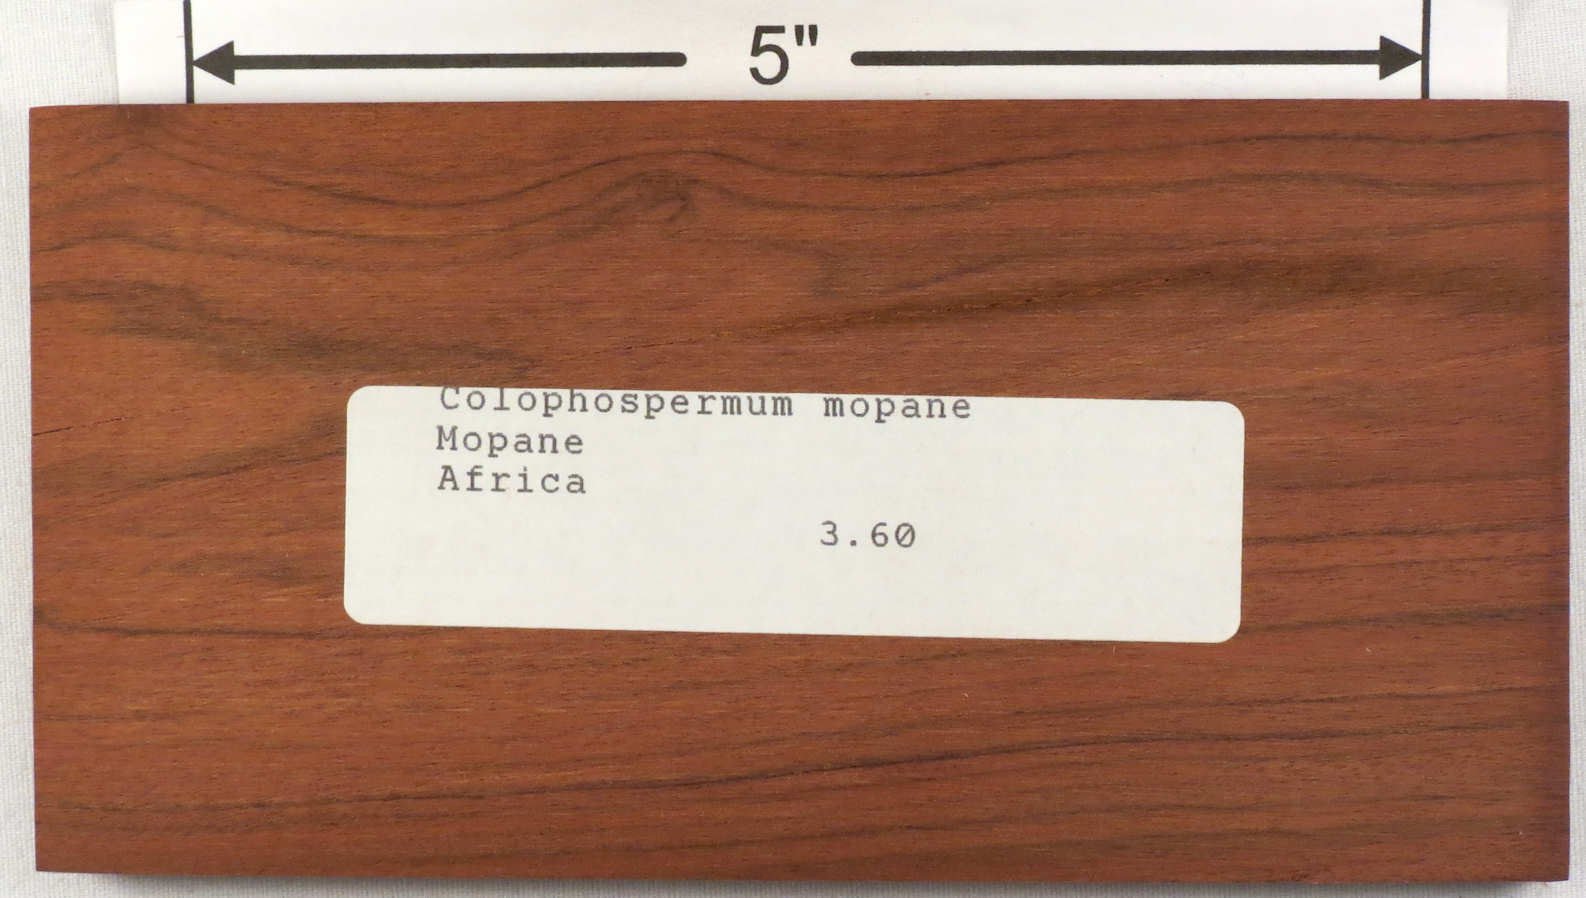 5"
Colophospermum mopane
Mopane
Africa
3.60